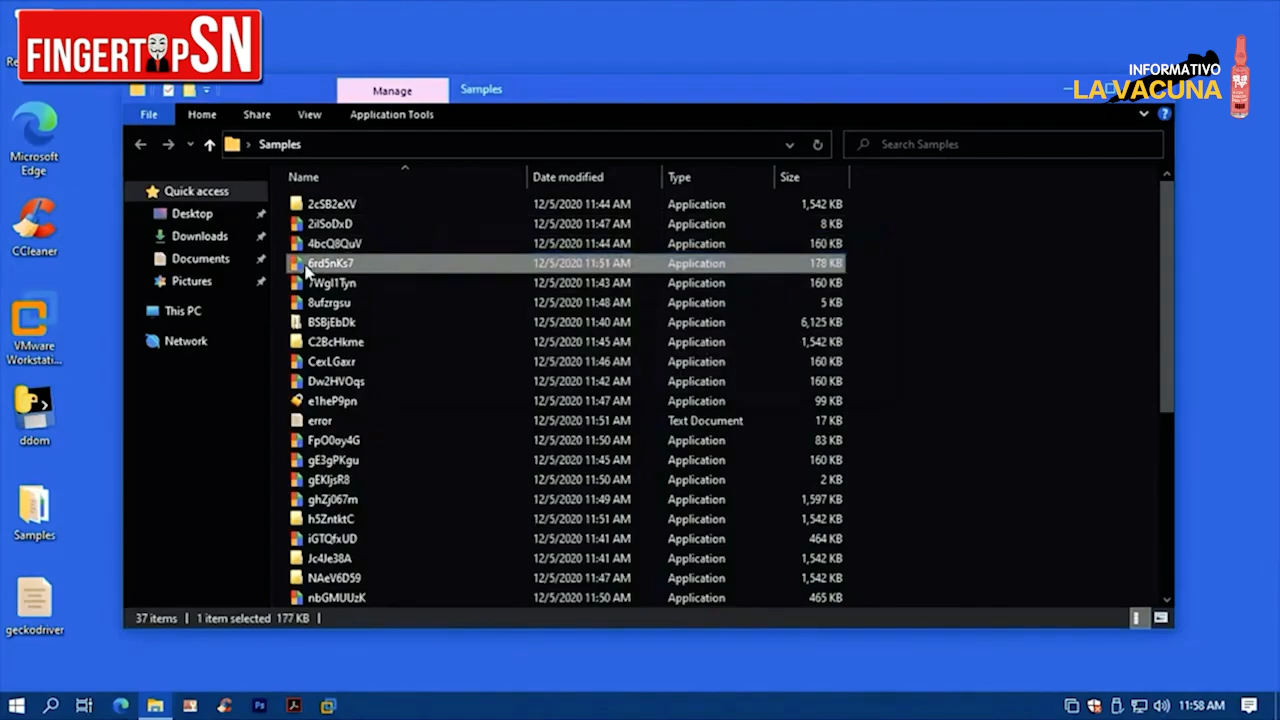 FINGERTIPSN
INFORMATIVO
LA VACUNA
Manage Samples
File Home Share View Application Tools
Samples Search Samples
Name Date modified Type Size
Quick access
Desktop
Downloads
Documents
Pictures
This PC
Network
2cSB2eXV 12/5/2020 11:44 AM Application 1,542 KB
2ilSoDxD 12/5/2020 11:47 AM Application 8 KB
4bcQ8QuV 12/5/2020 11:44 AM Application 160 KB
6rd5nKs7 12/5/2020 11:51 AM Application 178 KB
7WgI1Tyn 12/5/2020 11:43 AM Application 160 KB
8ufzrgsu 12/5/2020 11:48 AM Application 5 KB
BSBjEbDk 12/5/2020 11:40 AM Application 6,125 KB
C2BcHkme 12/5/2020 11:45 AM Application 1,542 KB
CexLGaxr 12/5/2020 11:46 AM Application 160 KB
Dw2HVOqs 12/5/2020 11:42 AM Application 160 KB
e1heP9pn 12/5/2020 11:47 AM Application 99 KB
error 12/5/2020 11:51 AM Text Document 17 KB
FpO0oy4G 12/5/2020 11:50 AM Application 83 KB
gE3gPKgu 12/5/2020 11:45 AM Application 160 KB
gEKIjsR8 12/5/2020 11:50 AM Application 2 KB
ghZj067m 12/5/2020 11:49 AM Application 1,597 KB
h5ZntktC 12/5/2020 11:51 AM Application 1,542 KB
iGTQfxUD 12/5/2020 11:41 AM Application 464 KB
Jc4Je38A 12/5/2020 11:41 AM Application 1,542 KB
NAeV6D59 12/5/2020 11:47 AM Application 1,542 KB
nbGMUUzK 12/5/2020 11:50 AM Application 465 KB
37 items 1 item selected 177 KB
Microsoft
Edge
CCleaner
VMware
Workstati...
ddom
Samples
geckodriver
Ps
11:58 AM